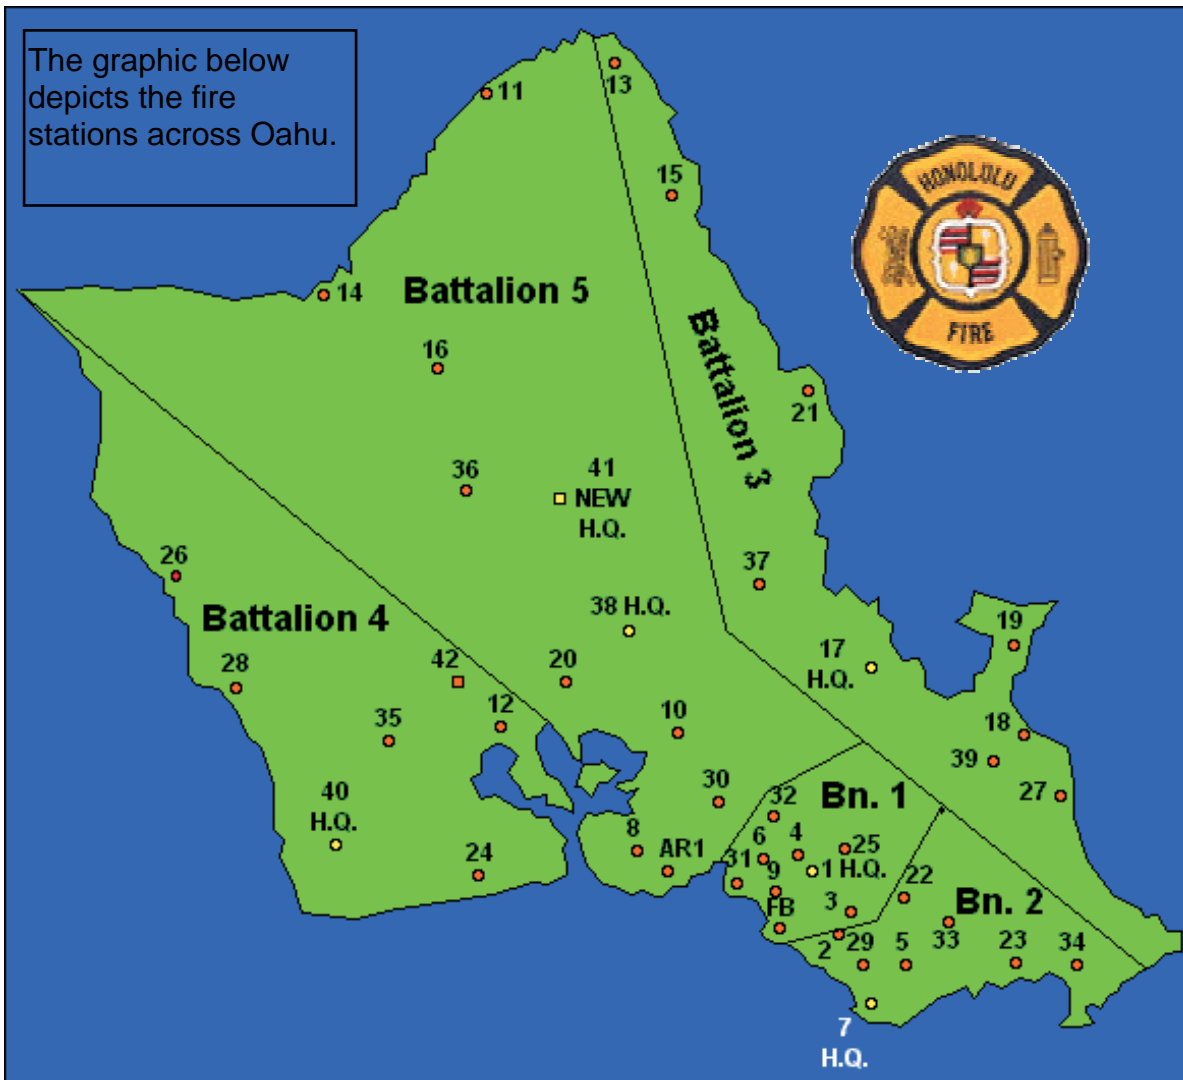 The graphic below
depicts the fire
stations across Oahu.
HONOLULU
FIRE
11
13
15
14
Battalion 5
16
Battalion 3
21
36
41
NEW
H.Q.
26
37
Battalion 4
38 H.Q.
19
17
H.Q.
28
42
20
12
10
18
35
39
30
27
40
H.Q.
32
Bn. 1
8
AR1
6
4
25
24
31
9
1 H.Q.
22
FB
3
Bn. 2
2
29
5
33
23
34
7
H.Q.